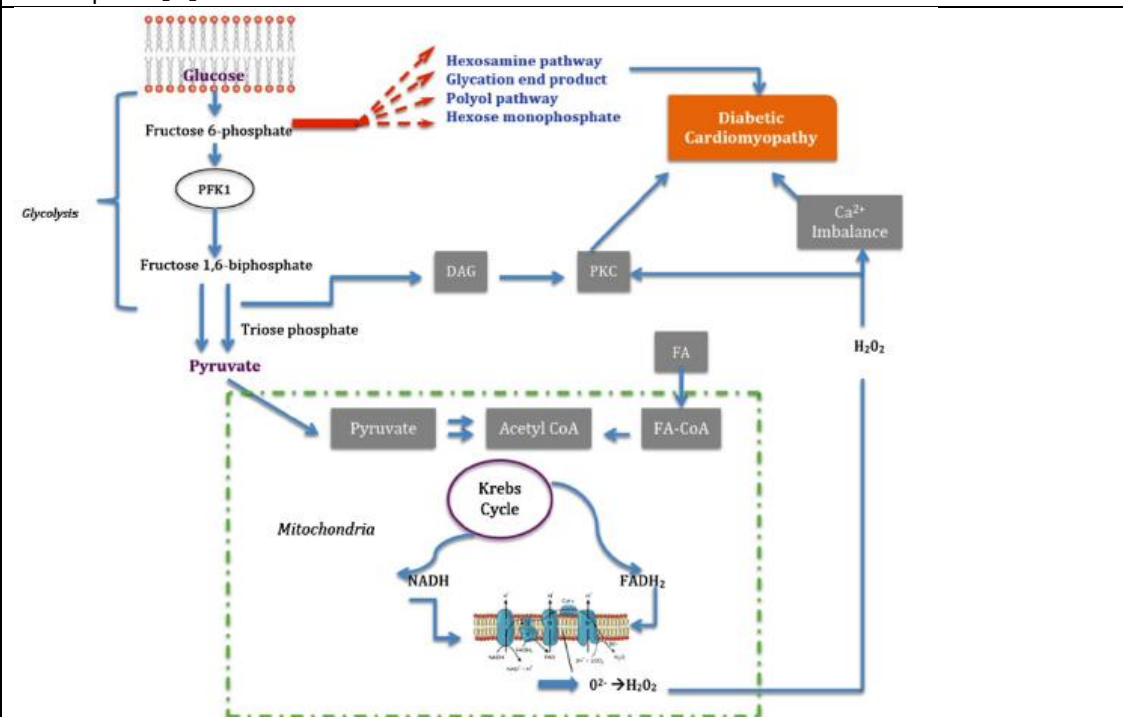 Glucose
Hexosamine pathway
Glycation end product
Polyol pathway
Hexose monophosphate
Diabetic
Cardiomyopathy
Fructose 6-phosphate
PFK1
Glycolysis
Ca²⁺
Imbalance
Fructose 1,6-biphosphate
DAG
PKC
Triose phosphate
H₂O₂
FA
Pyruvate
Pyruvate
Acetyl CoA
FA-CoA
Krebs
Cycle
Mitochondria
NADH
FADH₂
O²⁻ →H₂O₂